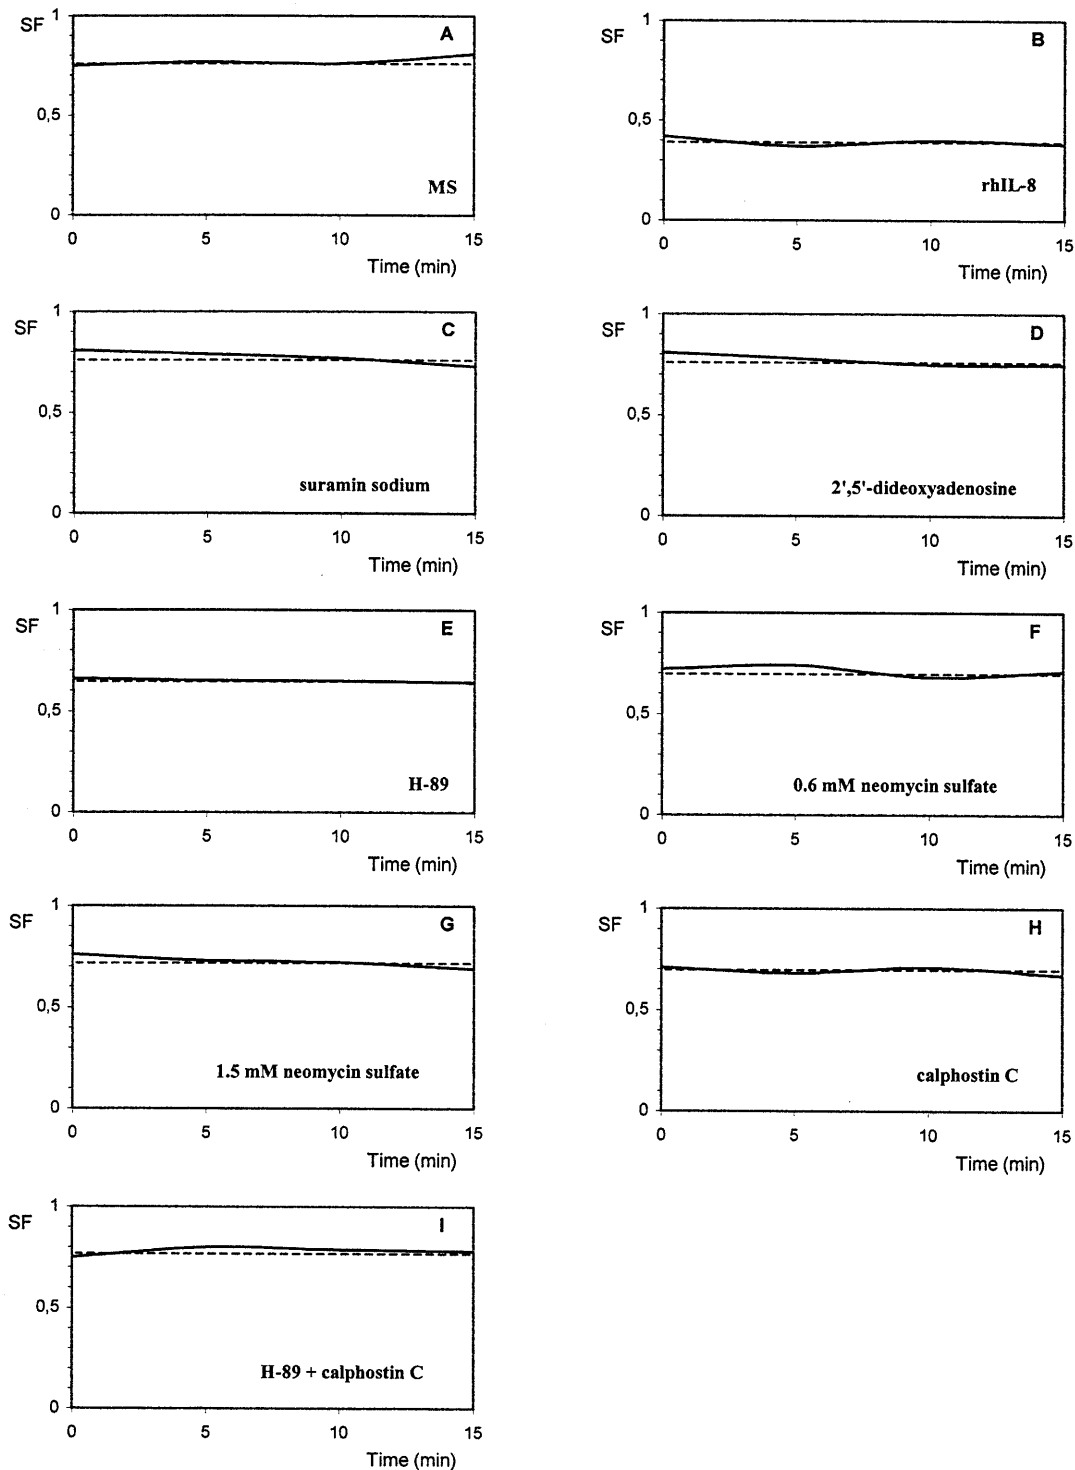 SF
1
A
0,5
MS
0
0 5 10 15
Time (min)
SF
1
B
0,5
rhIL-8
0
0 5 10 15
Time (min)
SF
1
C
0,5
suramin sodium
0
0 5 10 15
Time (min)
SF
1
D
0,5
2',5'-dideoxyadenosine
0
0 5 10 15
Time (min)
SF
1
E
0,5
H-89
0
0 5 10 15
Time (min)
SF
1
F
0,5
0.6 mM neomycin sulfate
0
0 5 10 15
Time (min)
SF
1
G
0,5
1.5 mM neomycin sulfate
0
0 5 10 15
Time (min)
SF
1
H
0,5
calphostin C
0
0 5 10 15
Time (min)
SF
1
I
0,5
H-89 + calphostin C
0
0 5 10 15
Time (min)